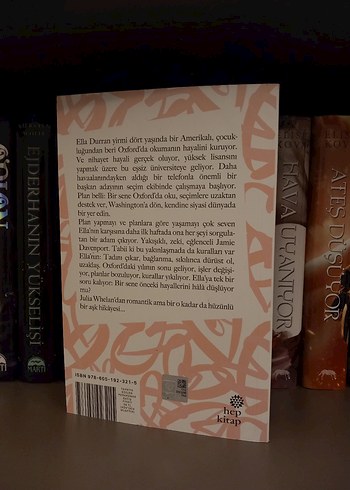 Ella Durran yirmi dört yaşında bir Amerikalı, çocuk-
luğundan beri Oxford'da okumanın hayalini kuruyor.
Ve nihayet hayali gerçek oluyor, yüksek lisansını
yapmak üzere bu eşsiz üniversiteye geliyor. Daha
havaalanındayken aldığı bir telefonla önemli bir
başkan adayının seçim ekibinde çalışmaya başlıyor.
Plan belli: Bir sene Oxford'da oku, seçimlere uzaktan
destek ver, Washington'a dön, kendine siyasi dünyada
bir yer edin.
Plan yapmayı ve planlara göre yaşamayı çok seven
Ella'nın karşısına daha ilk haftada ona her şeyi sorgula-
tan bir adam çıkıyor. Yakışıklı, zeki, eğlenceli Jamie
Davenport. Tabii ki bu yakınlaşmada da kuralları var
Ella'nın: Tadını çıkar, bağlanma, sıkılınca dürüst ol,
uzaklaş. Oxford'daki yılının sonu geliyor, işler değişi-
yor, planlar bozuluyor, kurallar yıkılıyor. Ella'ya tek bir
soru kalıyor: Bir sene önceki hayallerini hâlâ düşlüyor
mu?
Julia Whelan'dan romantik ama bir o kadar da hüzünlü
bir aşk hikâyesi...
ISBN 978-605-192-321-5
hep
kitap
EJDERHANIN YÜKSELİŞİ
MARTI
UYANIYOR
ATEŞ DÜŞÜYOR